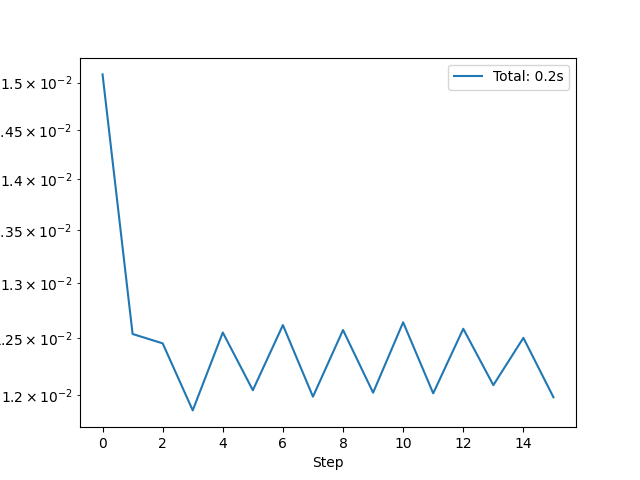 Total: 0.2s
1.5 × 10⁻²
.45 × 10⁻²
1.4 × 10⁻²
.35 × 10⁻²
1.3 × 10⁻²
.25 × 10⁻²
1.2 × 10⁻²
0 2 4 6 8 10 12 14
Step